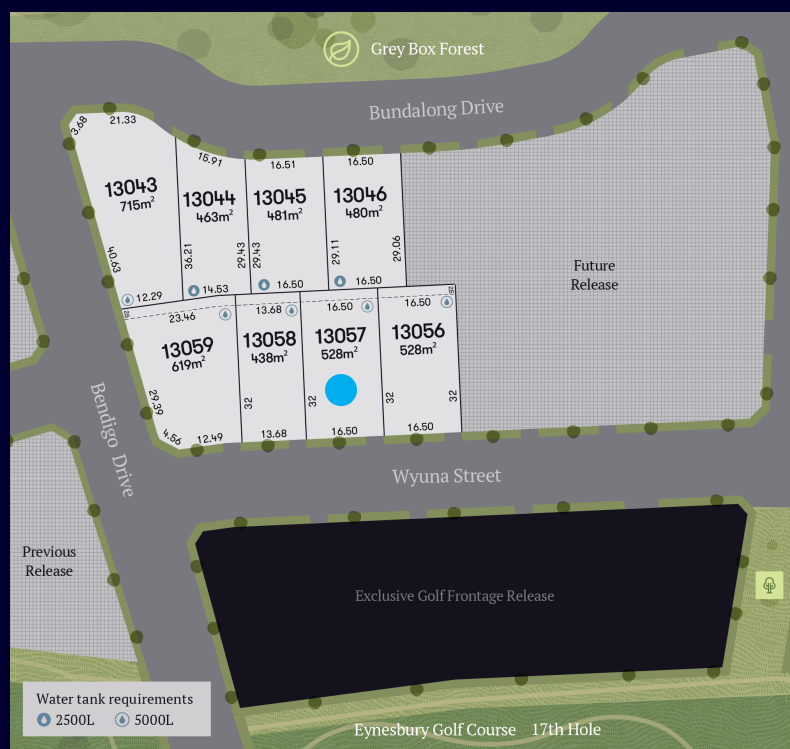 Grey Box Forest
Bundalong Drive
3.68
21.33
15.91
16.51
16.50
13043
715m²
13044
463m²
13045
481m²
13046
480m²
40.63
36.21
29.43
29.43
29.11
29.06
12.29
14.53
16.50
16.50
Future
Release
23.46
13.68
16.50
16.50
13059
619m²
13058
438m²
13057
528m²
13056
528m²
29.39
32
32
32
32
4.56
12.49
13.68
16.50
16.50
Bendigo Drive
Wyuna Street
Previous
Release
Exclusive Golf Frontage Release
Water tank requirements
2500L
5000L
Eynesbury Golf Course 17th Hole